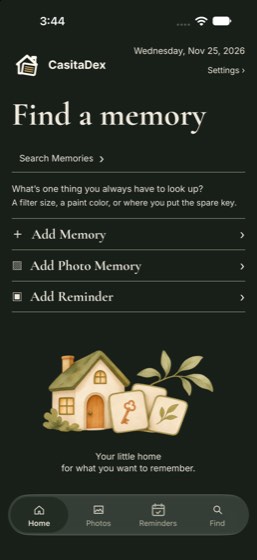 3:44
Wednesday, Nov 25, 2026
CasitaDex
Settings ›
Find a memory
Search Memories ›
What's one thing you always have to look up?
A filter size, a paint color, or where you put the spare key.
+ Add Memory ›
Add Photo Memory ›
Add Reminder ›
Your little home
for what you want to remember.
Home
Photos
Reminders
Find